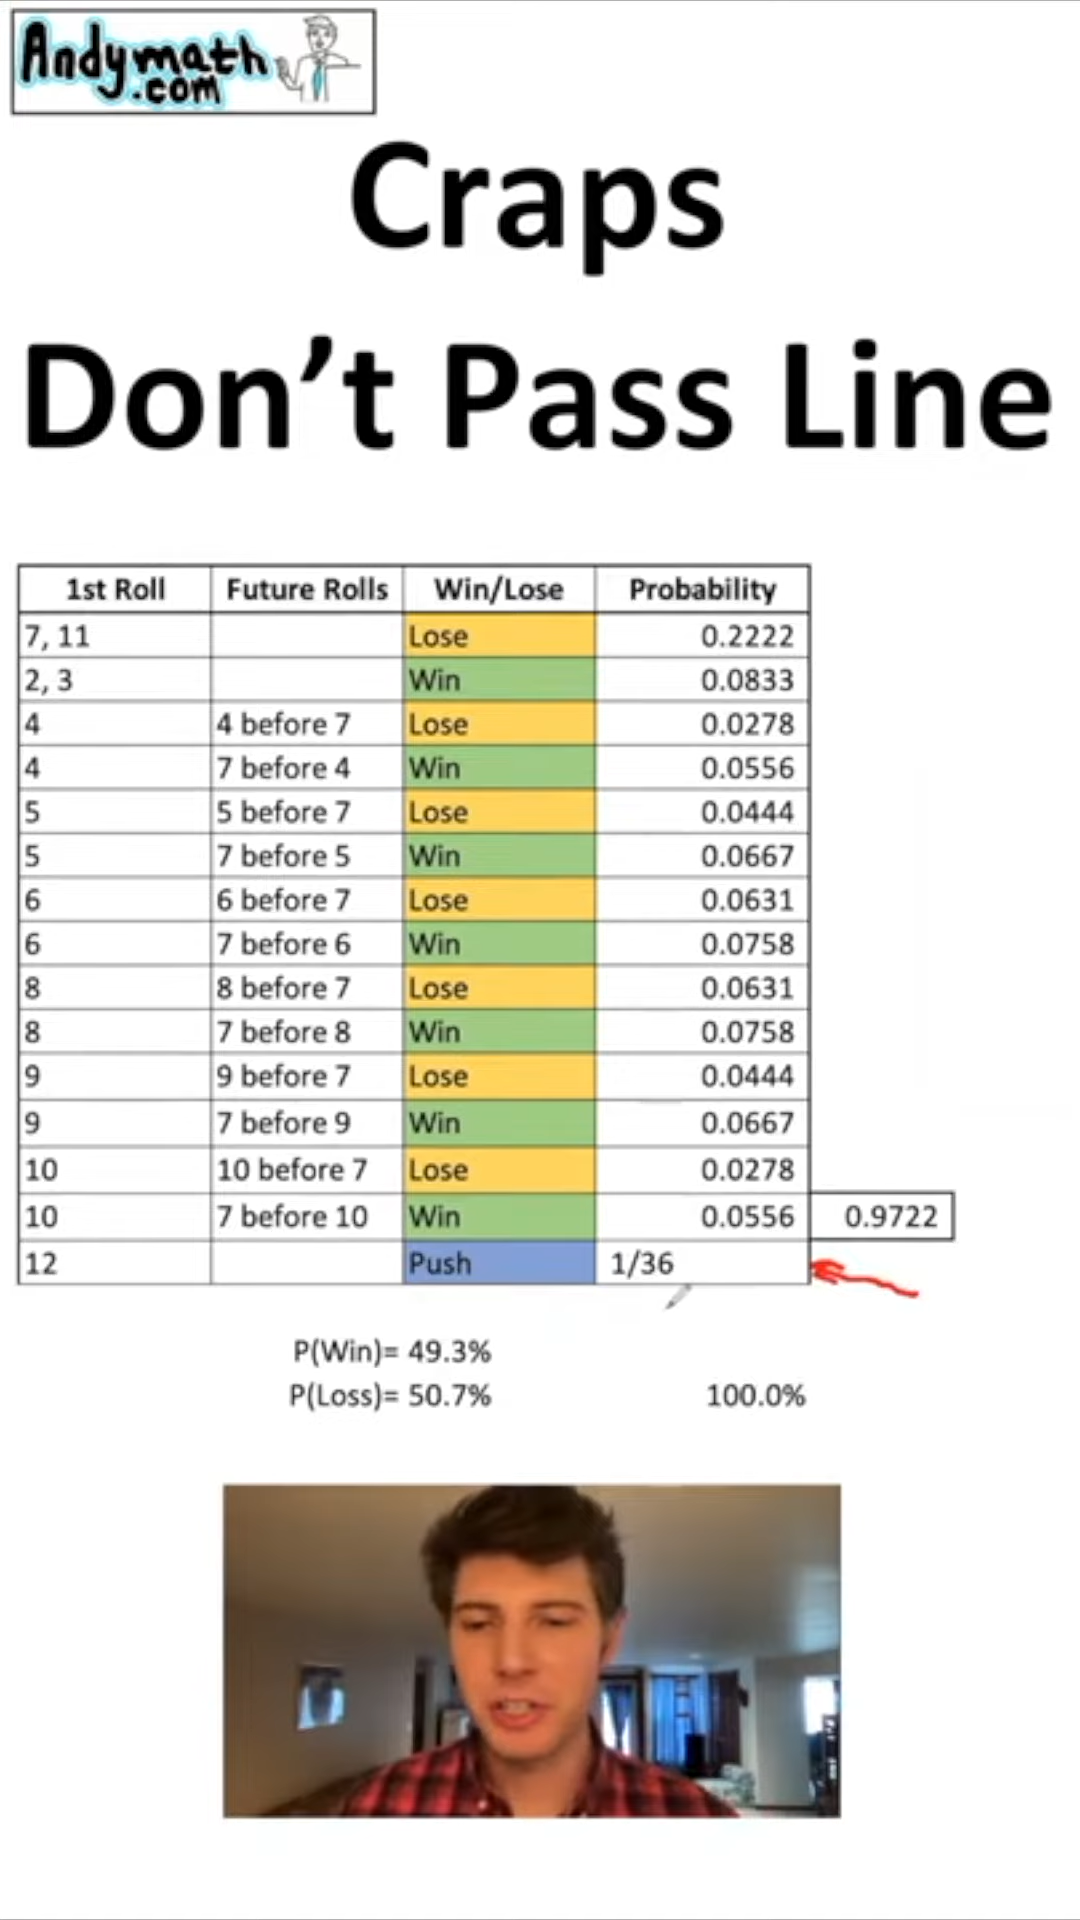 Andymath
.com
Craps
Don't Pass Line
1st Roll Future Rolls Win/Lose Probability
7, 11 Lose 0.2222
2, 3 Win 0.0833
4 4 before 7 Lose 0.0278
4 7 before 4 Win 0.0556
5 5 before 7 Lose 0.0444
5 7 before 5 Win 0.0667
6 6 before 7 Lose 0.0631
6 7 before 6 Win 0.0758
8 8 before 7 Lose 0.0631
8 7 before 8 Win 0.0758
9 9 before 7 Lose 0.0444
9 7 before 9 Win 0.0667
10 10 before 7 Lose 0.0278
10 7 before 10 Win 0.0556 0.9722
12 Push 1/36
P(Win)= 49.3%
P(Loss)= 50.7% 100.0%